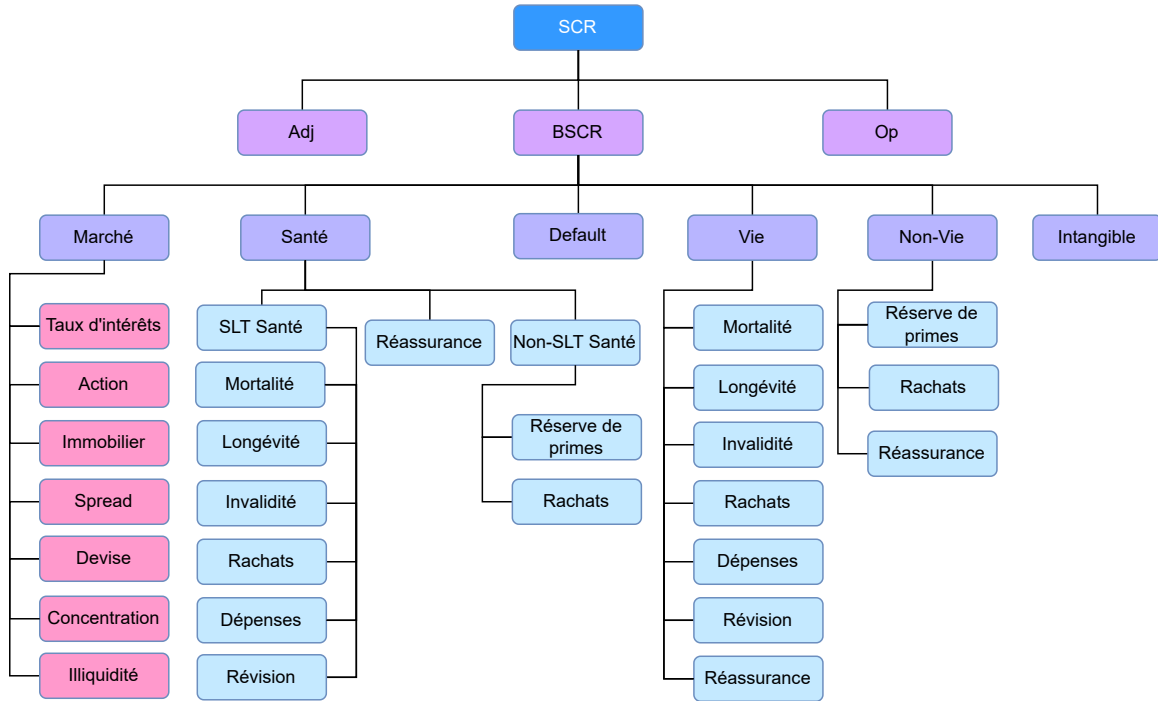 SCR
Adj
BSCR
Op
Marché
Santé
Default
Vie
Non-Vie
Intangible
Taux d'intérêts
Action
Immobilier
Spread
Devise
Concentration
Illiquidité
SLT Santé
Mortalité
Longévité
Invalidité
Rachats
Dépenses
Révision
Réassurance
Non-SLT Santé
Réserve de
primes
Rachats
Mortalité
Longévité
Invalidité
Rachats
Dépenses
Révision
Réassurance
Réserve de
primes
Rachats
Réassurance